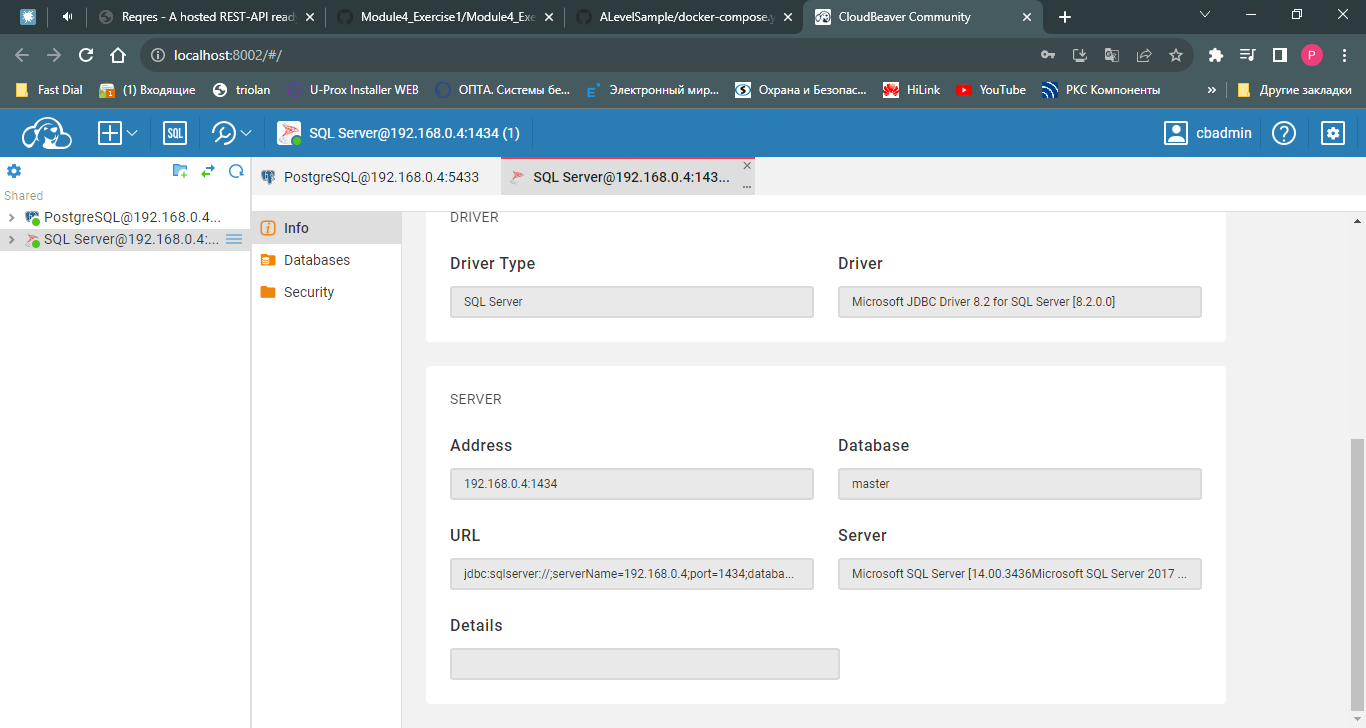 Reqres - A hosted REST-API read
Module4_Exercise1/Module4_Exe
ALevelSample/docker-compose.y
CloudBeaver Community
localhost:8002/#/
P
Fast Dial
(1) Входящие
triolan
U-Prox Installer WEB
ОПТА. Системы бе...
Электронный мир...
Охрана и Безопас...
HiLink
YouTube
РКС Компоненты
»
Другие закладки
SQL
SQL Server@192.168.0.4:1434 (1)
cbadmin
Shared
PostgreSQL@192.168.0.4...
SQL Server@192.168.0.4:...
PostgreSQL@192.168.0.4:5433
SQL Server@192.168.0.4:143...
Info
Databases
Security
DRIVER
Driver Type
Driver
SQL Server
Microsoft JDBC Driver 8.2 for SQL Server [8.2.0.0]
SERVER
Address
Database
192.168.0.4:1434
master
URL
Server
jdbc:sqlserver://;serverName=192.168.0.4;port=1434;databa...
Microsoft SQL Server [14.00.3436Microsoft SQL Server 2017 ...
Details